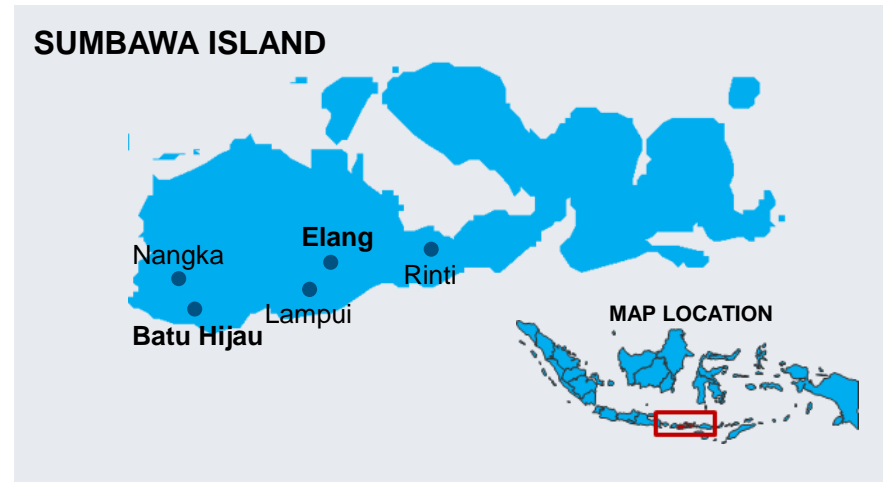 SUMBAWA ISLAND
Elang
Nangka
Rinti
Lampui
Batu Hijau
MAP LOCATION